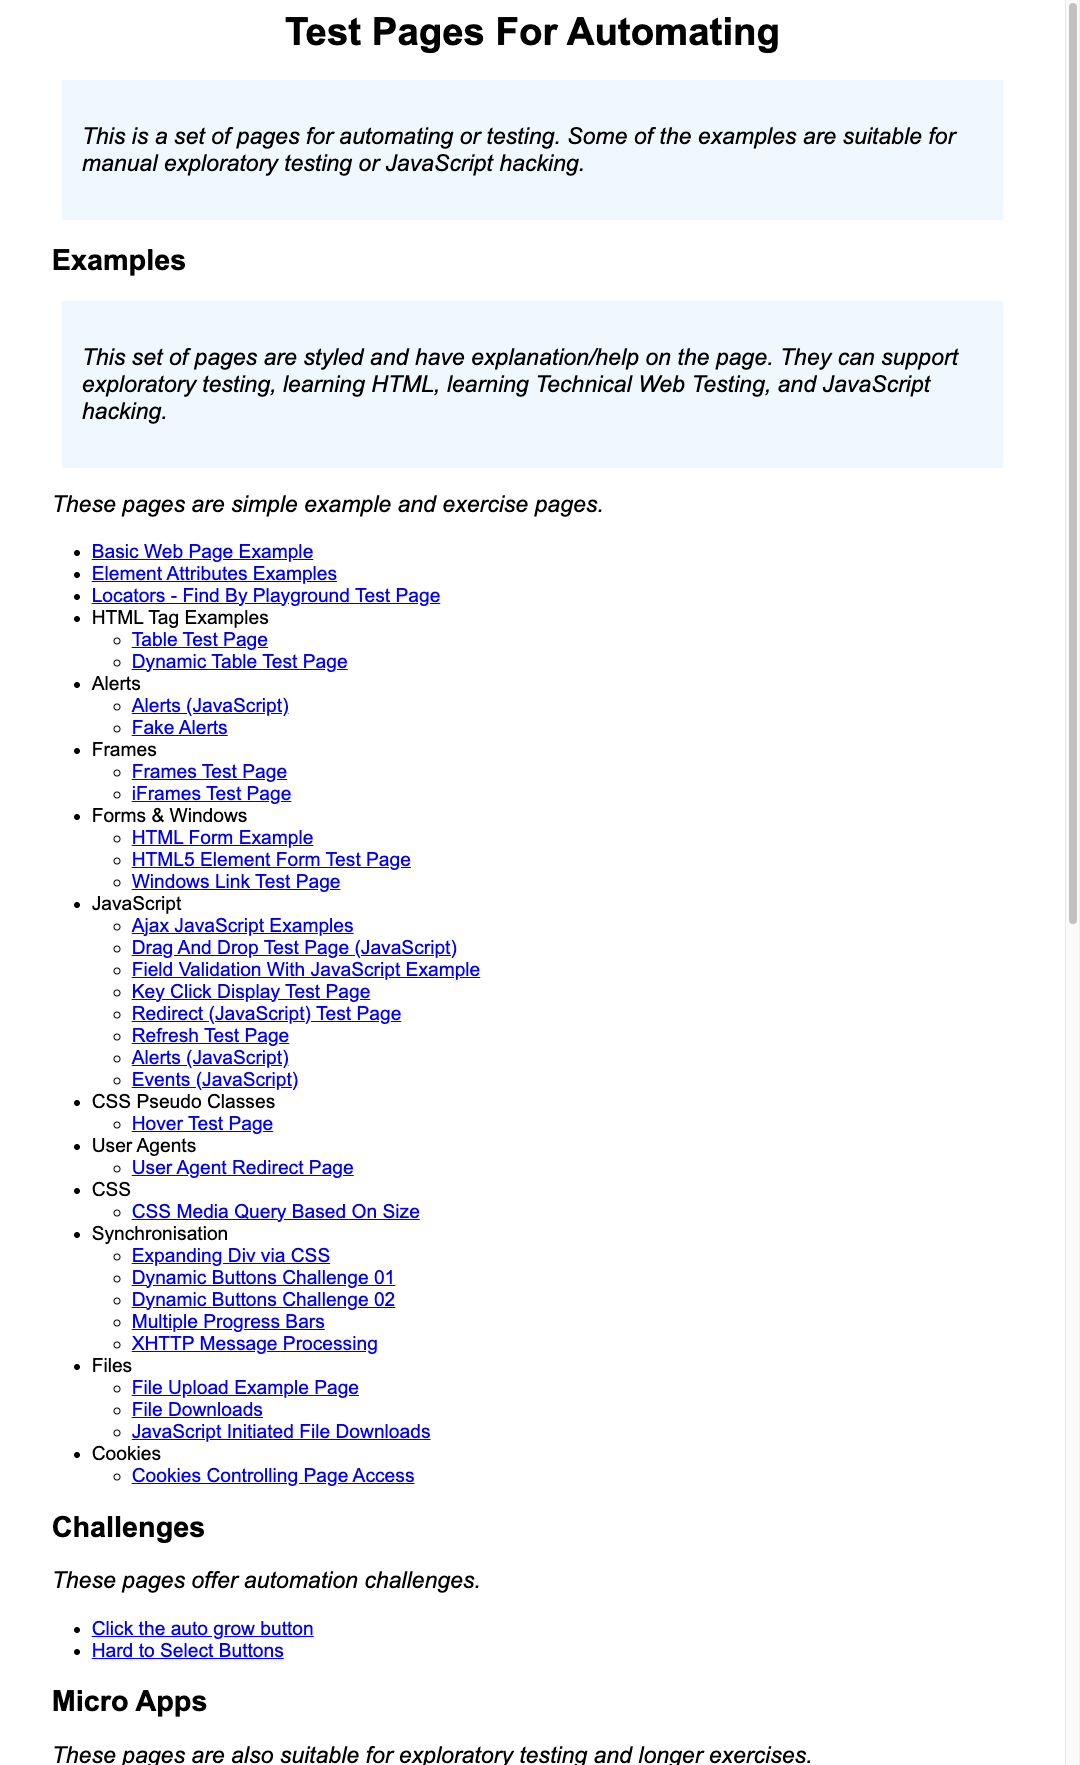 Test Pages For Automating
This is a set of pages for automating or testing. Some of the examples are suitable for
manual exploratory testing or JavaScript hacking.
Examples
This set of pages are styled and have explanation/help on the page. They can support
exploratory testing, learning HTML, learning Technical Web Testing, and JavaScript
hacking.
These pages are simple example and exercise pages.
Basic Web Page Example
Element Attributes Examples
Locators - Find By Playground Test Page
HTML Tag Examples
Table Test Page
Dynamic Table Test Page
Alerts
Alerts (JavaScript)
Fake Alerts
Frames
Frames Test Page
iFrames Test Page
Forms & Windows
HTML Form Example
HTML5 Element Form Test Page
Windows Link Test Page
JavaScript
Ajax JavaScript Examples
Drag And Drop Test Page (JavaScript)
Field Validation With JavaScript Example
Key Click Display Test Page
Redirect (JavaScript) Test Page
Refresh Test Page
Alerts (JavaScript)
Events (JavaScript)
CSS Pseudo Classes
Hover Test Page
User Agents
User Agent Redirect Page
CSS
CSS Media Query Based On Size
Synchronisation
Expanding Div via CSS
Dynamic Buttons Challenge 01
Dynamic Buttons Challenge 02
Multiple Progress Bars
XHTTP Message Processing
Files
File Upload Example Page
File Downloads
JavaScript Initiated File Downloads
Cookies
Cookies Controlling Page Access
Challenges
These pages offer automation challenges.
Click the auto grow button
Hard to Select Buttons
Micro Apps
These pages are also suitable for exploratory testing and longer exercises.